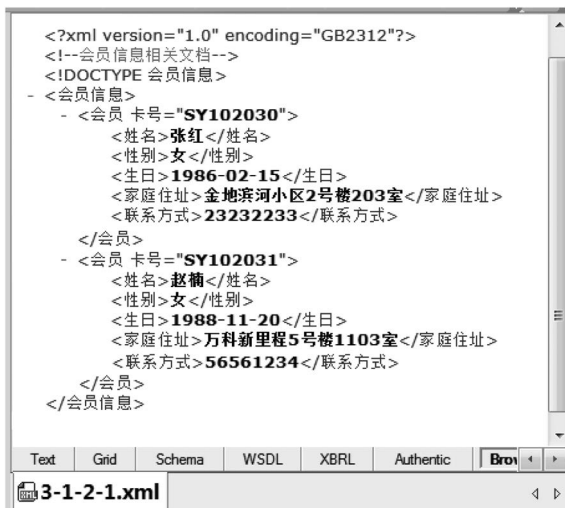 <?xml version="1.0" encoding="GB2312"?>
<!--会员信息相关文档-->
<!DOCTYPE 会员信息>
- <会员信息>
- <会员 卡号="SY102030">
<姓名>张红</姓名>
<性别>女</性别>
<生日>1986-02-15</生日>
<家庭住址>金地滨河小区2号楼203室</家庭住址>
<联系方式>23232233</联系方式>
</会员>
- <会员 卡号="SY102031">
<姓名>赵楠</姓名>
<性别>女</性别>
<生日>1988-11-20</生日>
<家庭住址>万科新里程5号楼1103室</家庭住址>
<联系方式>56561234</联系方式>
</会员>
</会员信息>
Text Grid Schema WSDL XBRL Authentic Brow
3-1-2-1.xml